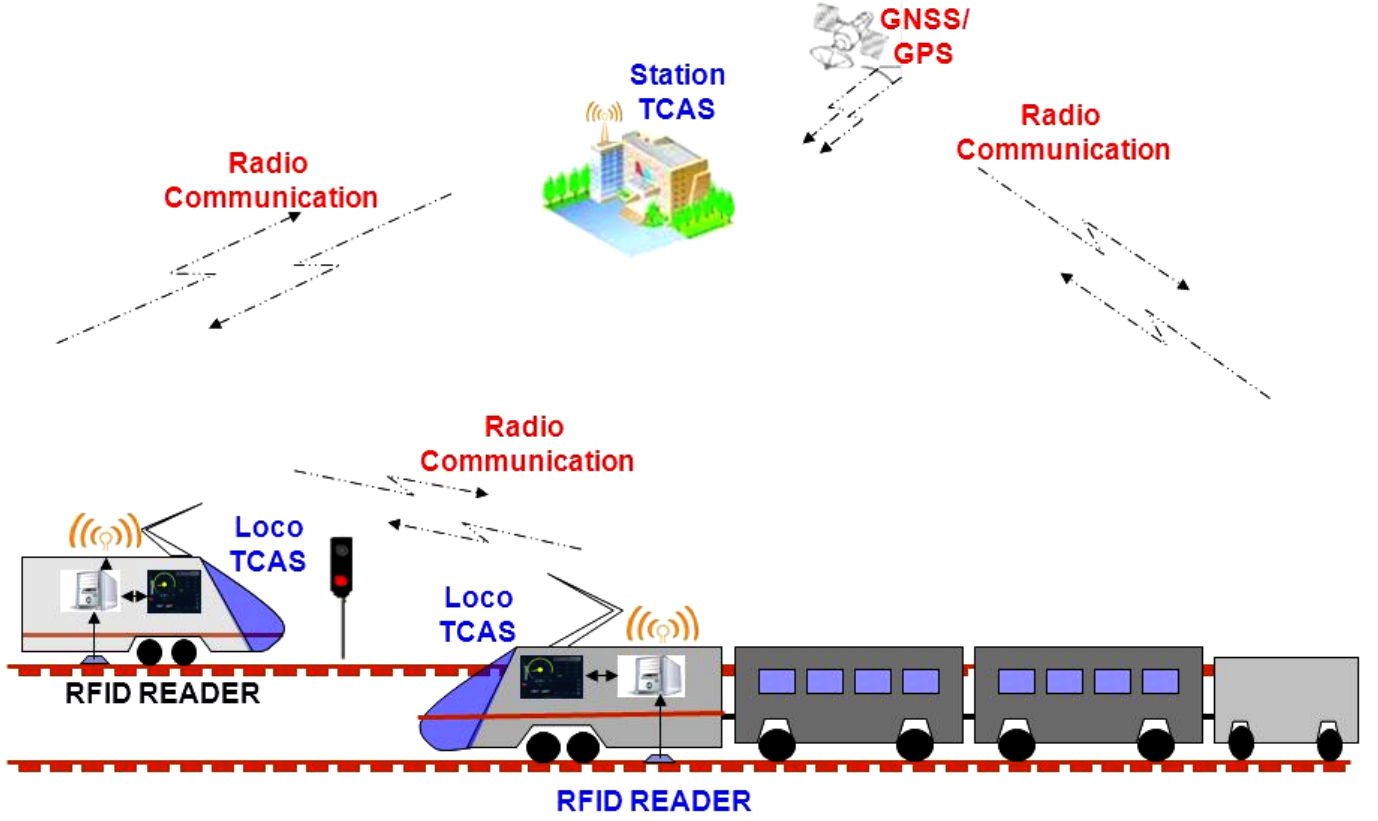 GNSS/
GPS
Station
TCAS
Radio
Communication
Radio
Communication
Radio
Communication
Loco
TCAS
Loco
TCAS
RFID READER
RFID READER